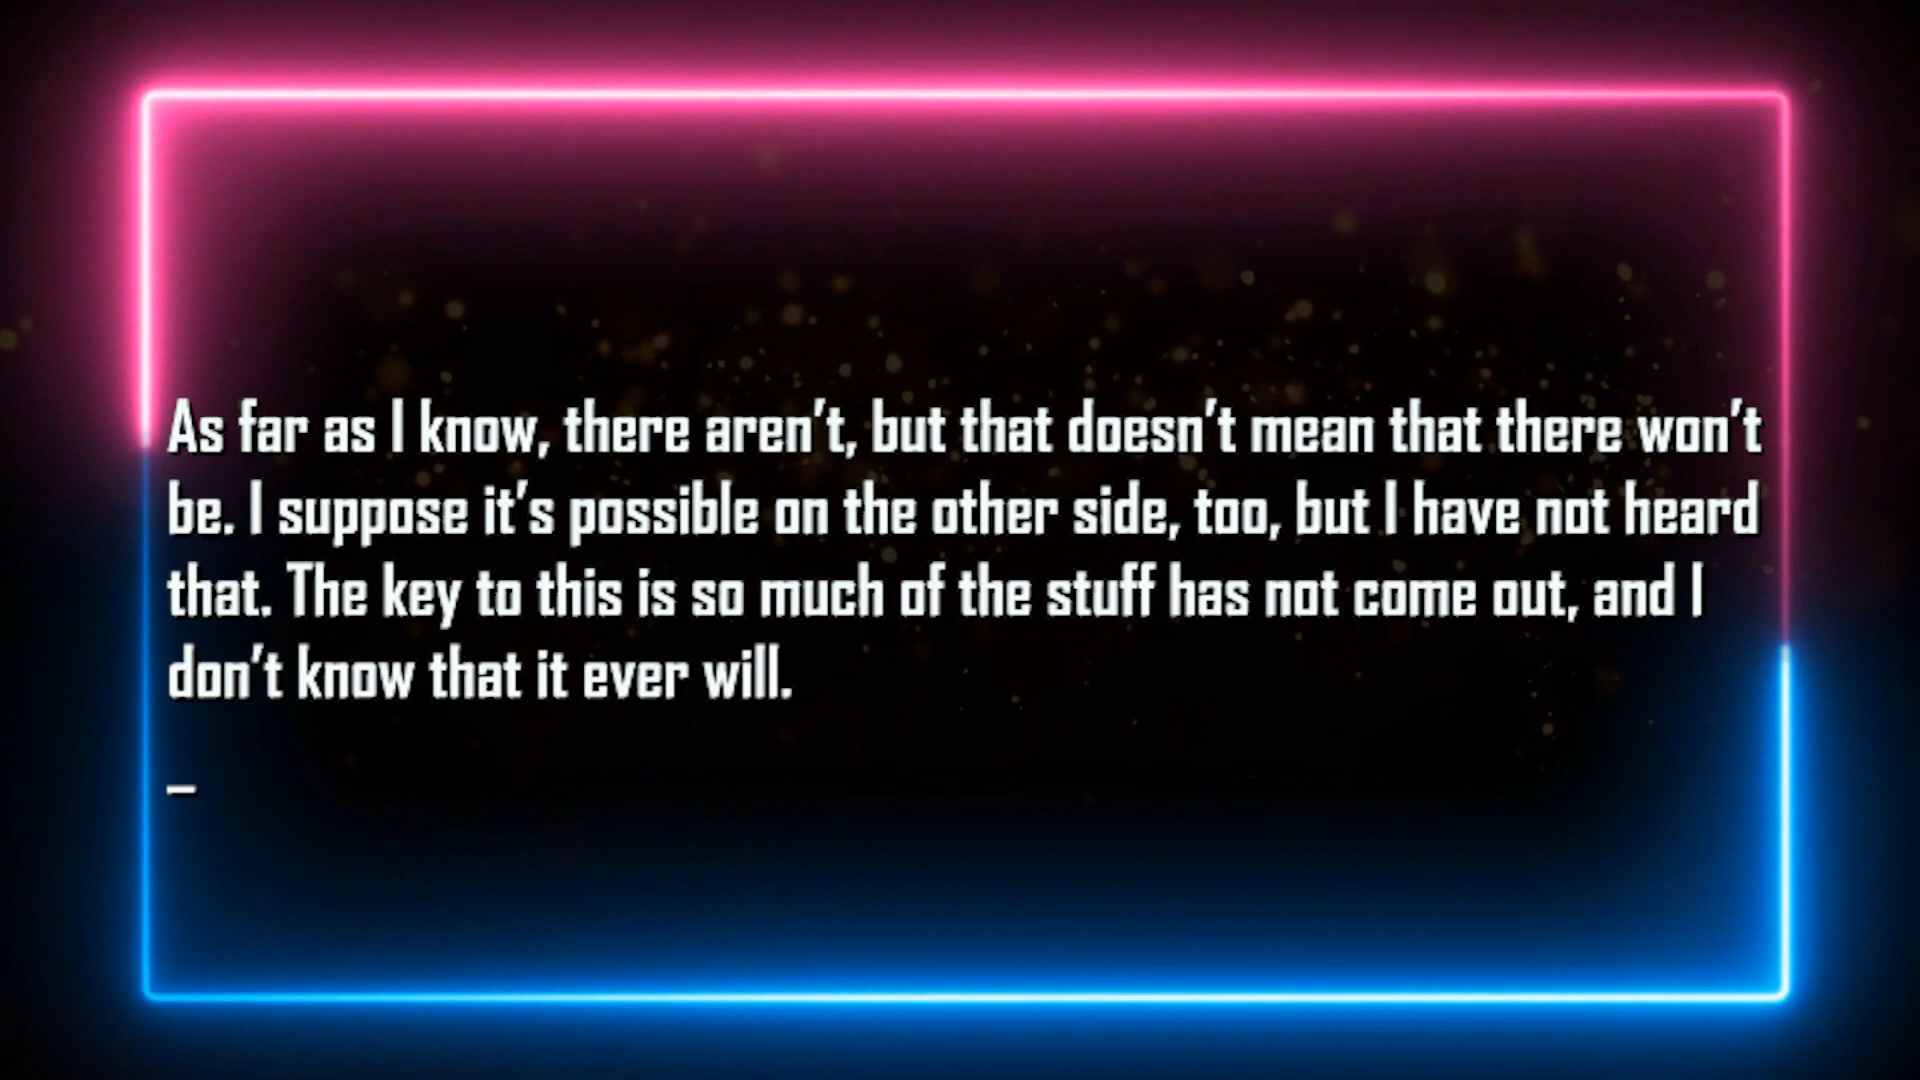 As far as I know, there aren't, but that doesn't mean that there won't
be. I suppose it's possible on the other side, too, but I have not heard
that. The key to this is so much of the stuff has not come out, and I
don't know that it ever will.
–